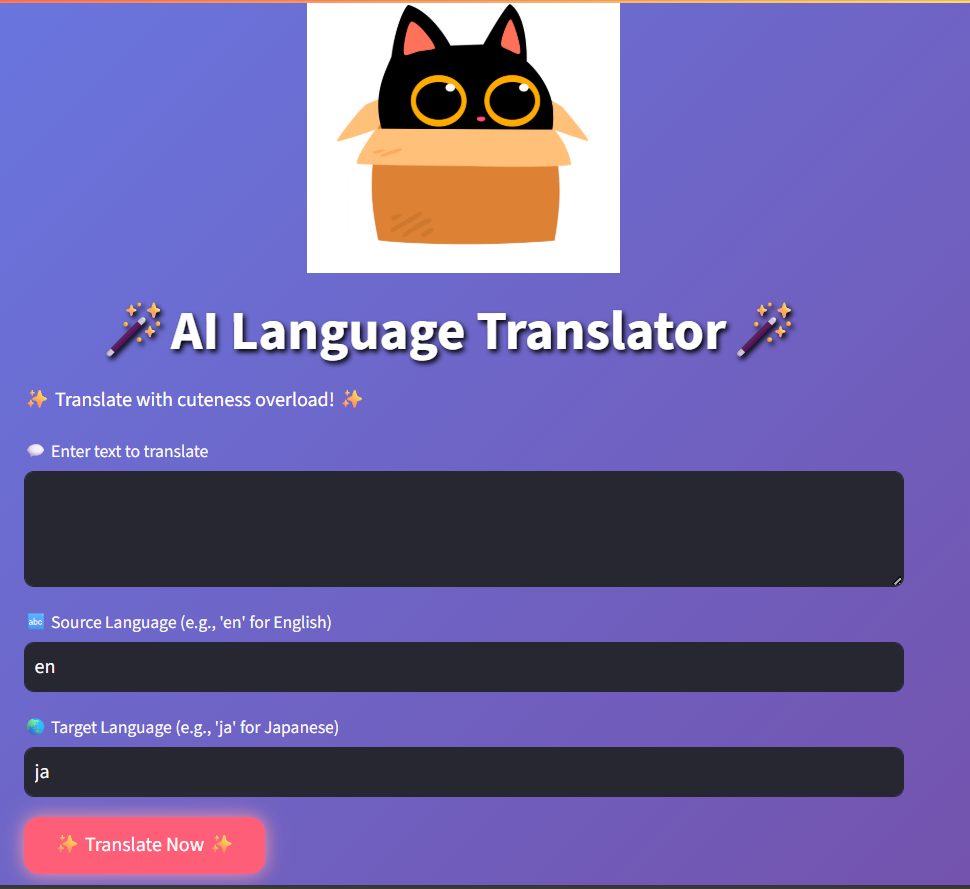 🪄 AI Language Translator 🪄
✨ Translate with cuteness overload! ✨
💬 Enter text to translate
🔤 Source Language (e.g., 'en' for English)
en
🌍 Target Language (e.g., 'ja' for Japanese)
ja
✨ Translate Now ✨